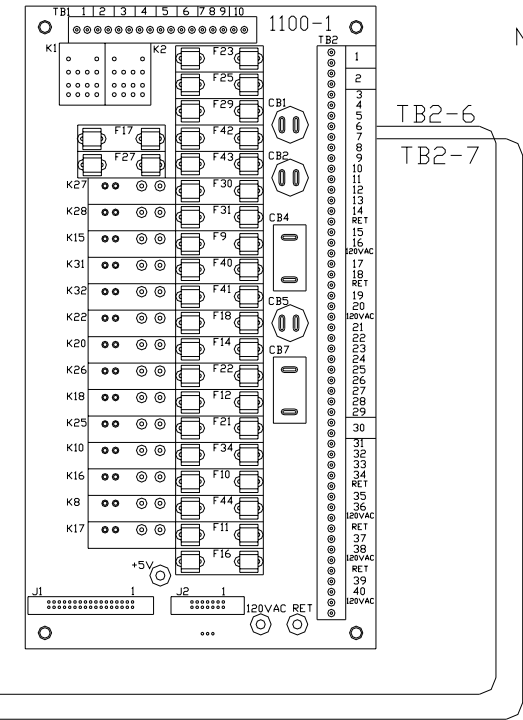 TB1 1 2 3 4 5 6 7 8 9 10
1100-1
TB2
N
K1
K2
F23
F25
F29
F17
F42
F27
F43
K27
F30
K28
F31
K15
F9
K31
F40
K32
F41
K22
F18
K20
F14
K26
F22
K18
F12
K25
F21
K10
F34
K16
F10
K8
F44
K17
F11
F16
CB1
CB2
CB4
CB5
CB7
1
2
3
4
5
6
7
8
9
10
11
12
13
14
RET
15
16
120VAC
17
18
RET
19
20
120VAC
21
22
23
24
25
26
27
28
29
30
31
32
33
34
RET
35
36
120VAC
RET
37
38
120VAC
RET
39
40
120VAC
TB2-6
TB2-7
+5V
J1 1
J2 1
120VAC RET